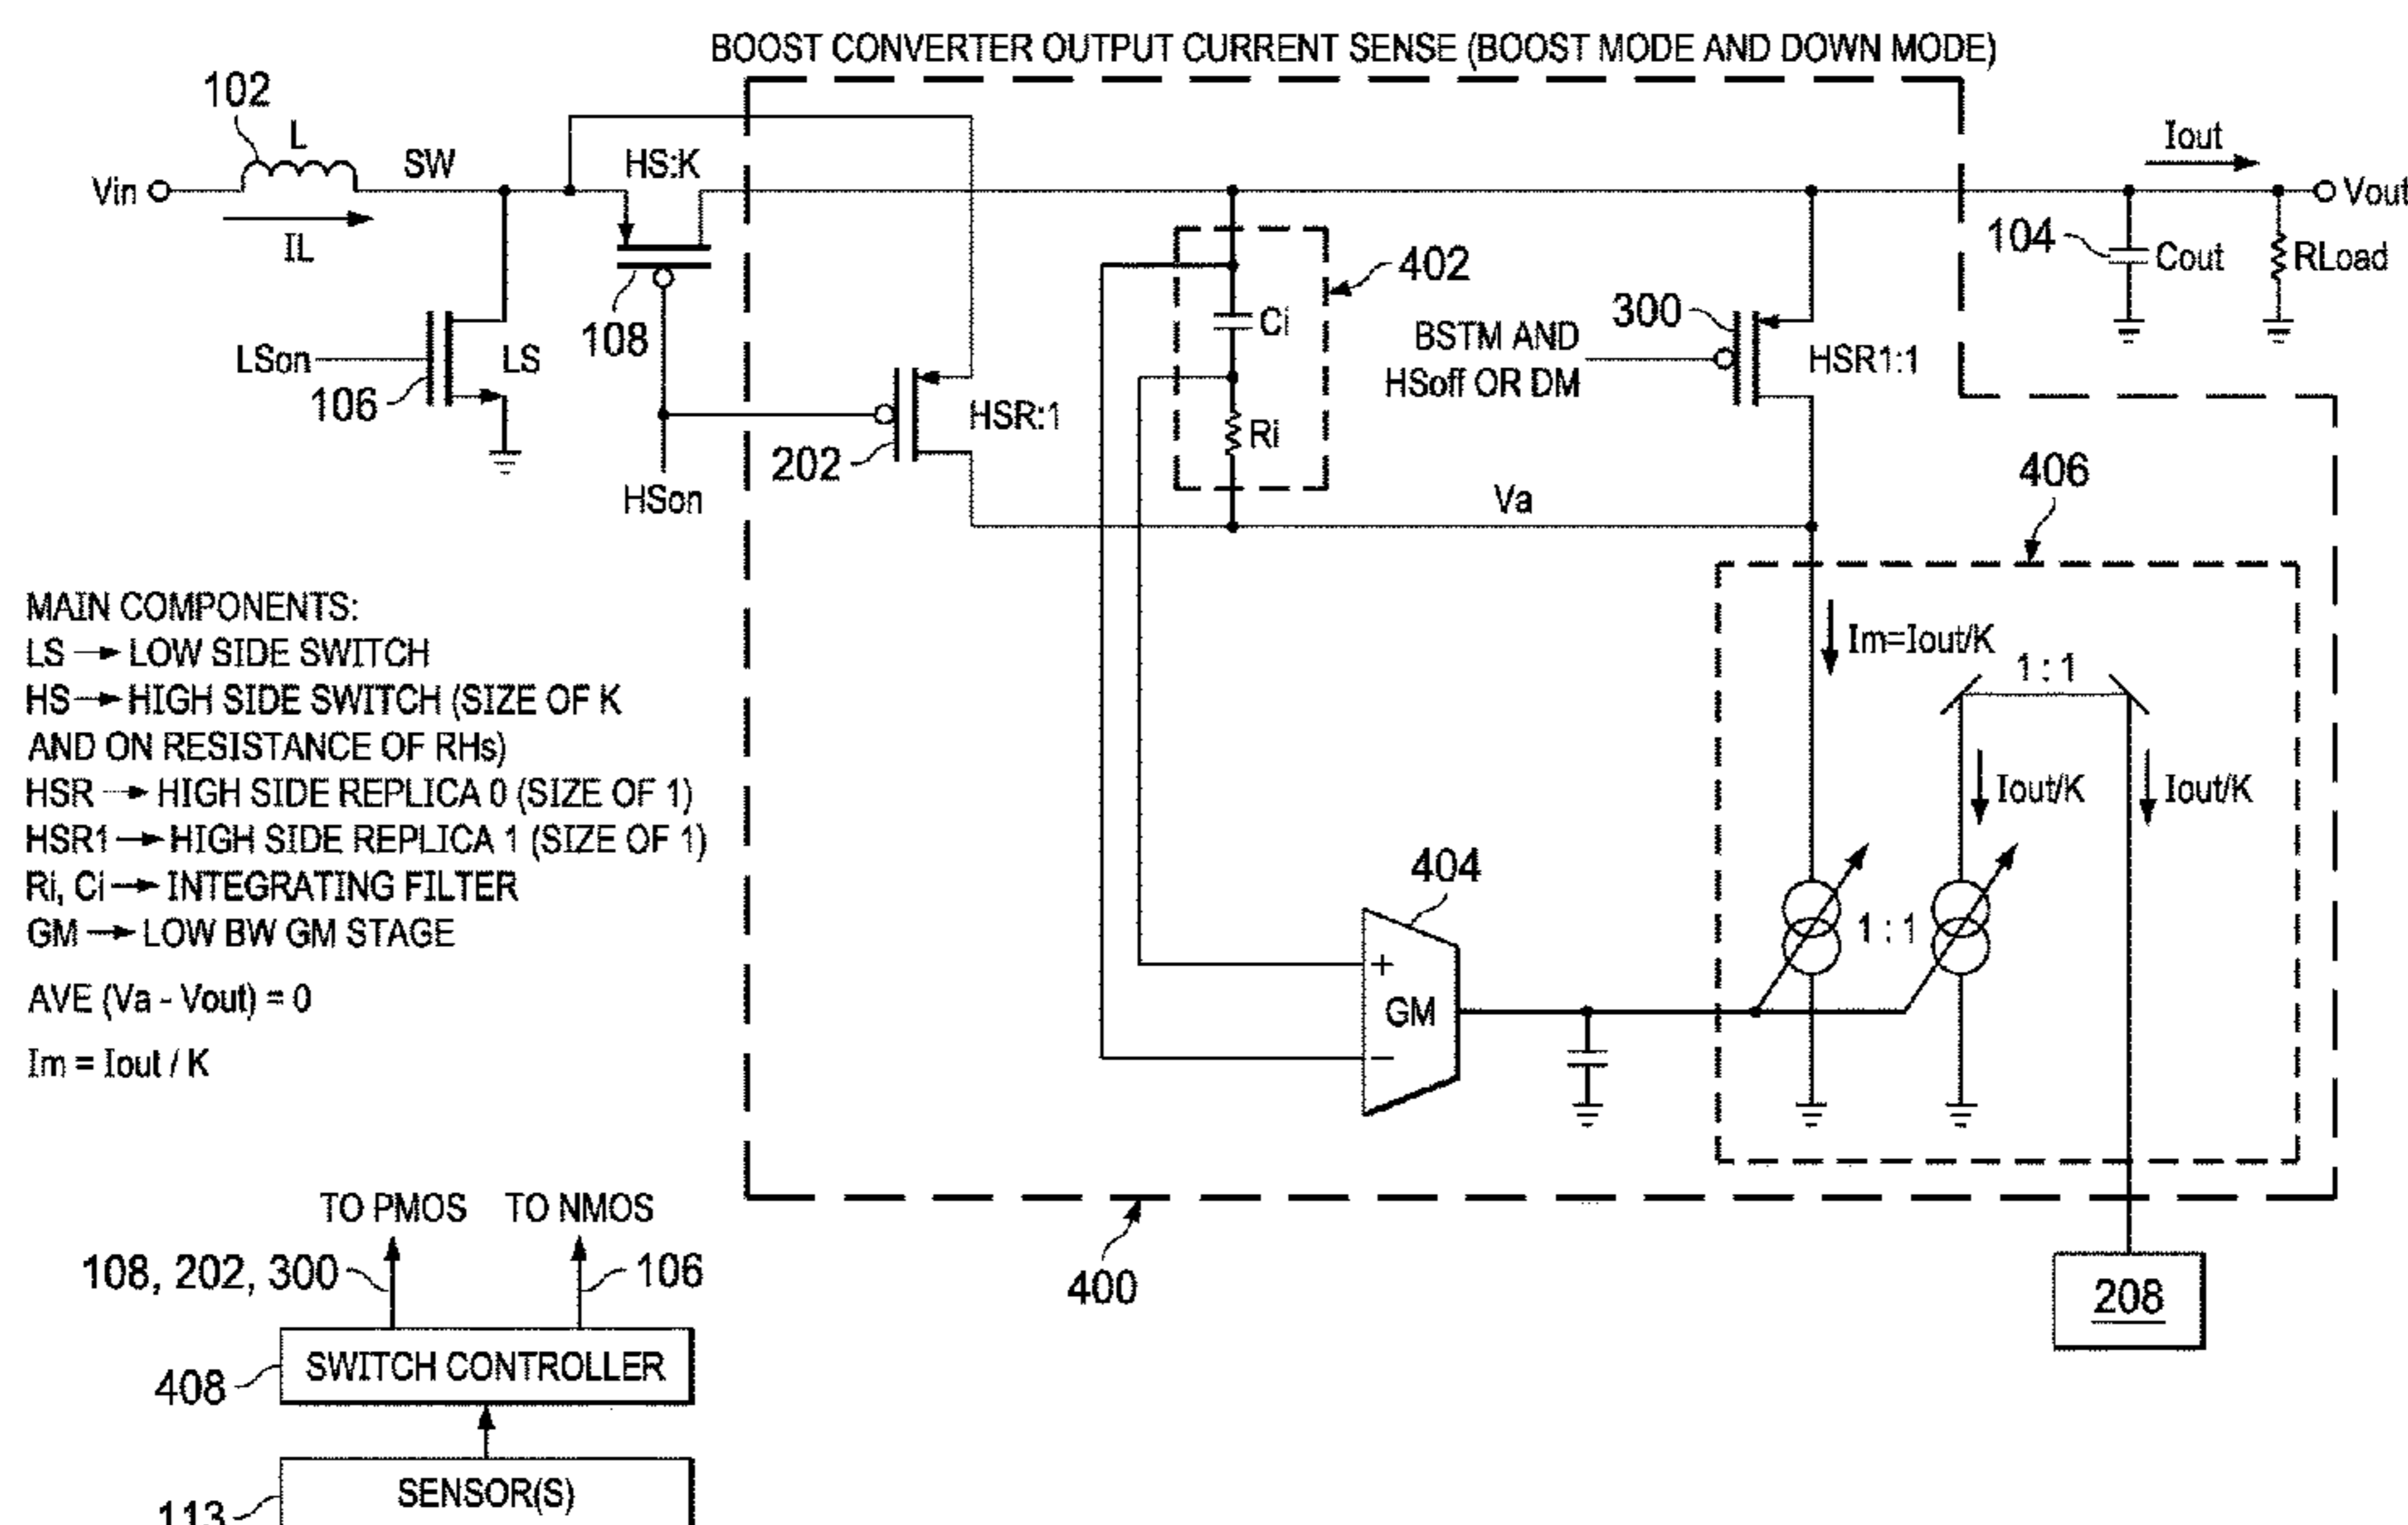 BOOST CONVERTER OUTPUT CURRENT SENSE (BOOST MODE AND DOWN MODE)
102
L
SW
HS:K
Iout
Vin
Vout
IL
108
104
Cout
RLoad
402
Ci
300
BSTM AND
HSoff OR DM
HSR1:1
LSon
LS
106
HSR:1
Ri
202
HSon
Va
406
MAIN COMPONENTS:
LS → LOW SIDE SWITCH
HS → HIGH SIDE SWITCH (SIZE OF K
AND ON RESISTANCE OF RHs)
HSR → HIGH SIDE REPLICA 0 (SIZE OF 1)
HSR1 → HIGH SIDE REPLICA 1 (SIZE OF 1)
Ri, Ci → INTEGRATING FILTER
GM → LOW BW GM STAGE
AVE (Va - Vout) = 0
Im = Iout / K
Im=Iout/K
1 : 1
Iout/K
Iout/K
404
1 : 1
+
GM
−
TO PMOS
TO NMOS
108, 202, 300
106
400
208
SWITCH CONTROLLER
408
SENSOR(S)
113